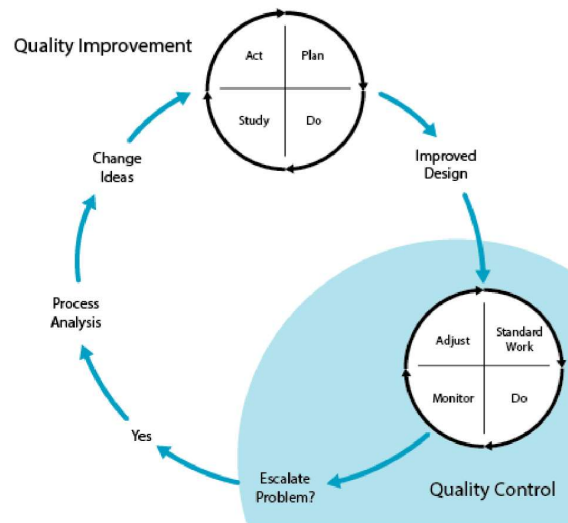 Quality Improvement
Act
Plan
Study
Do
Change
Ideas
Improved
Design
Process
Analysis
Adjust
Standard
Work
Monitor
Do
Yes
Escalate
Problem?
Quality Control